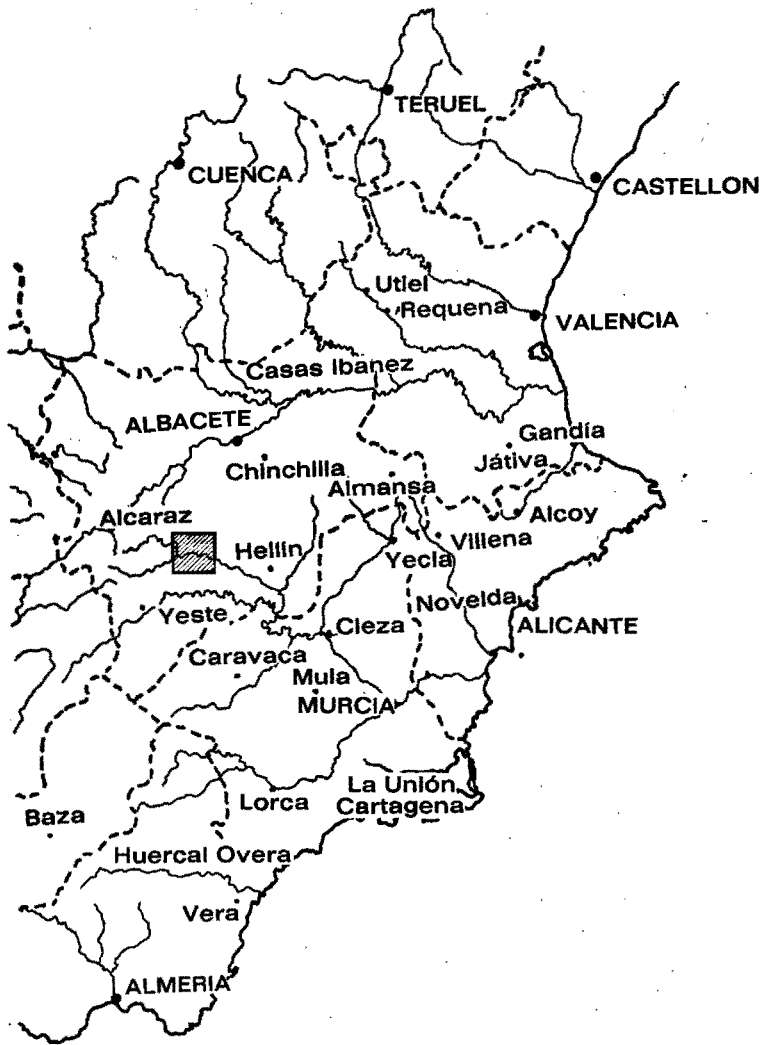 TERUEL
CUENCA
CASTELLON
Utiel
Requena
VALENCIA
Casas Ibanez
ALBACETE
Gandía
Játiva
Chinchilla
Almansa
Alcaraz
Alcoy
Villena
Hellín
Yecla
Novelda
Yeste
Cieza
ALICANTE
Caravaca
Mula
MURCIA
La Unión
Lorca
Cartagena
Baza
Huercal Overa
Vera
ALMERIA